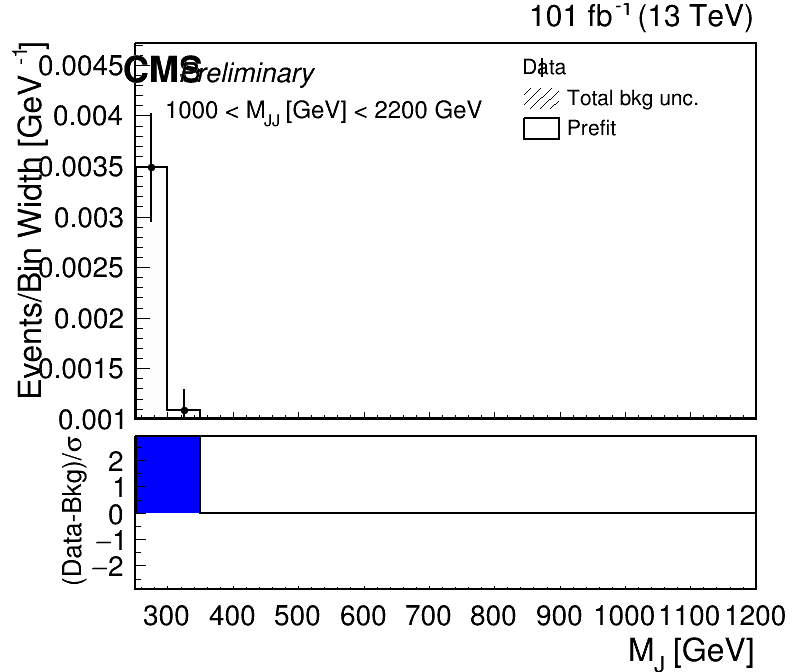 101 fb⁻¹ (13 TeV)
CMS Preliminary
1000 < M_JJ [GeV] < 2200 GeV
Data
Total bkg unc.
Prefit
Events/Bin Width [GeV⁻¹]
0.0045
0.004
0.0035
0.003
0.0025
0.002
0.0015
0.001
(Data-Bkg)/σ
2
1
0
−1
−2
300 400 500 600 700 800 900 1000 1100 1200
M_J [GeV]